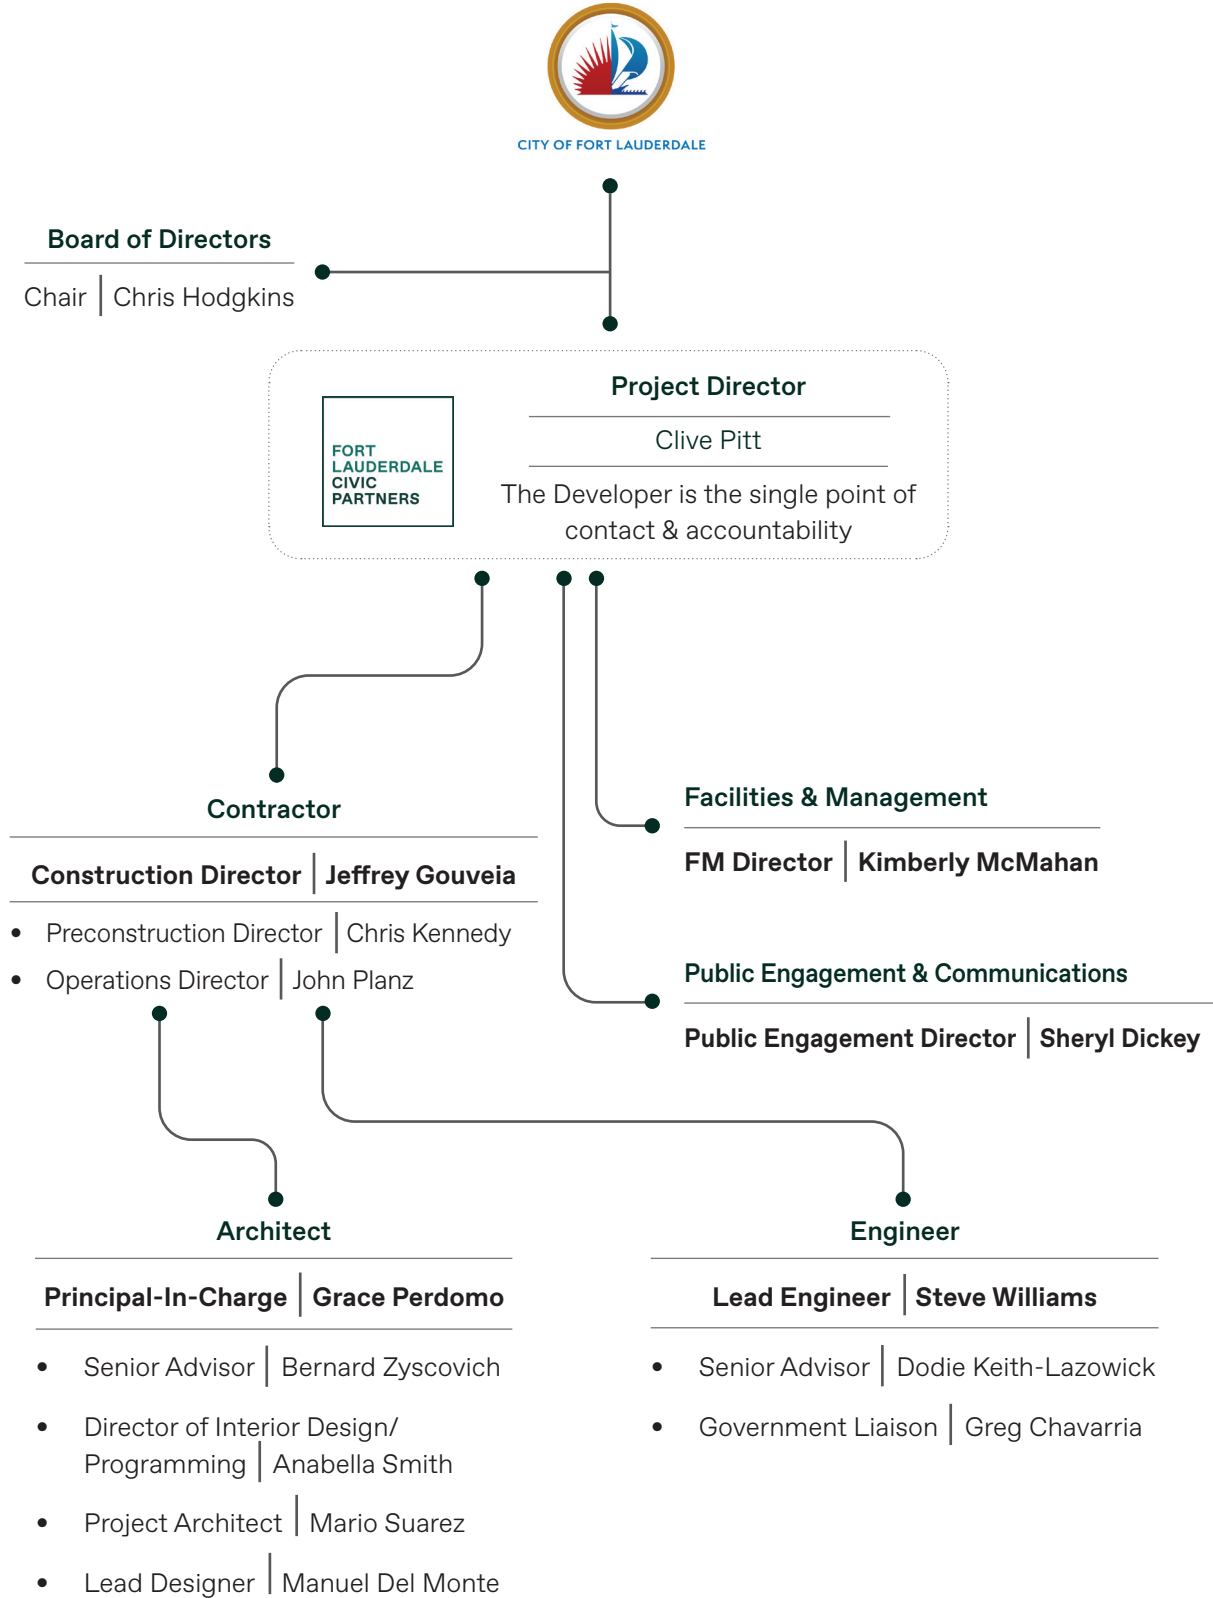 CITY OF FORT LAUDERDALE
Board of Directors
Chair | Chris Hodgkins
FORT
LAUDERDALE
CIVIC
PARTNERS
Project Director
Clive Pitt
The Developer is the single point of
contact & accountability
Contractor
Construction Director | Jeffrey Gouveia
• Preconstruction Director | Chris Kennedy
• Operations Director | John Planz
Facilities & Management
FM Director | Kimberly McMahan
Public Engagement & Communications
Public Engagement Director | Sheryl Dickey
Architect
Principal-In-Charge | Grace Perdomo
• Senior Advisor | Bernard Zyscovich
• Director of Interior Design/
Programming | Anabella Smith
• Project Architect | Mario Suarez
• Lead Designer | Manuel Del Monte
Engineer
Lead Engineer | Steve Williams
• Senior Advisor | Dodie Keith-Lazowick
• Government Liaison | Greg Chavarria